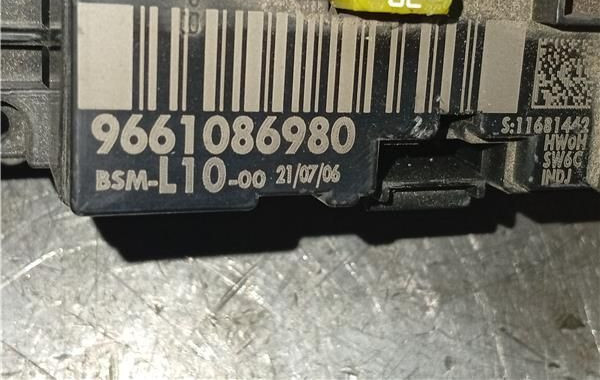 9661086980
BSM-L10-00 21/07/06
S:11681442
HW0H
SW6C
INDJ